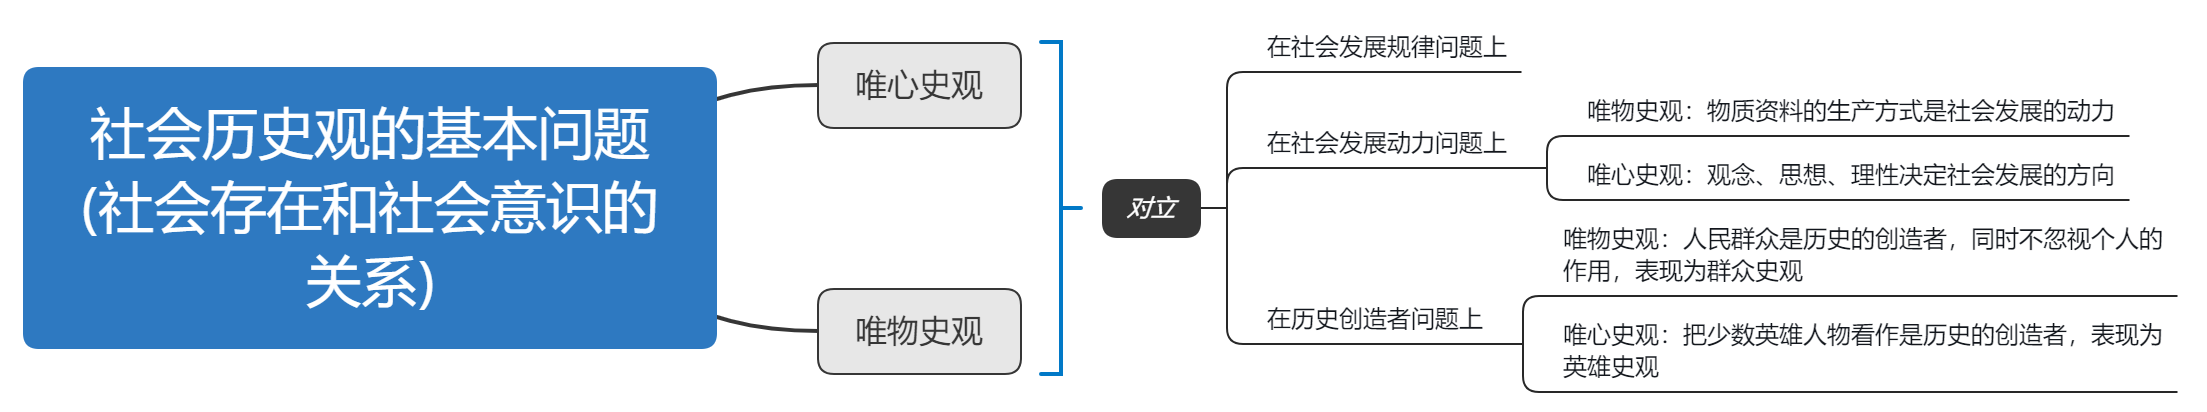 社会历史观的基本问题
(社会存在和社会意识的
关系)
唯心史观
唯物史观
对立
在社会发展规律问题上
在社会发展动力问题上
唯物史观：物质资料的生产方式是社会发展的动力
唯心史观：观念、思想、理性决定社会发展的方向
在历史创造者问题上
唯物史观：人民群众是历史的创造者，同时不忽视个人的
作用，表现为群众史观
唯心史观：把少数英雄人物看作是历史的创造者，表现为
英雄史观